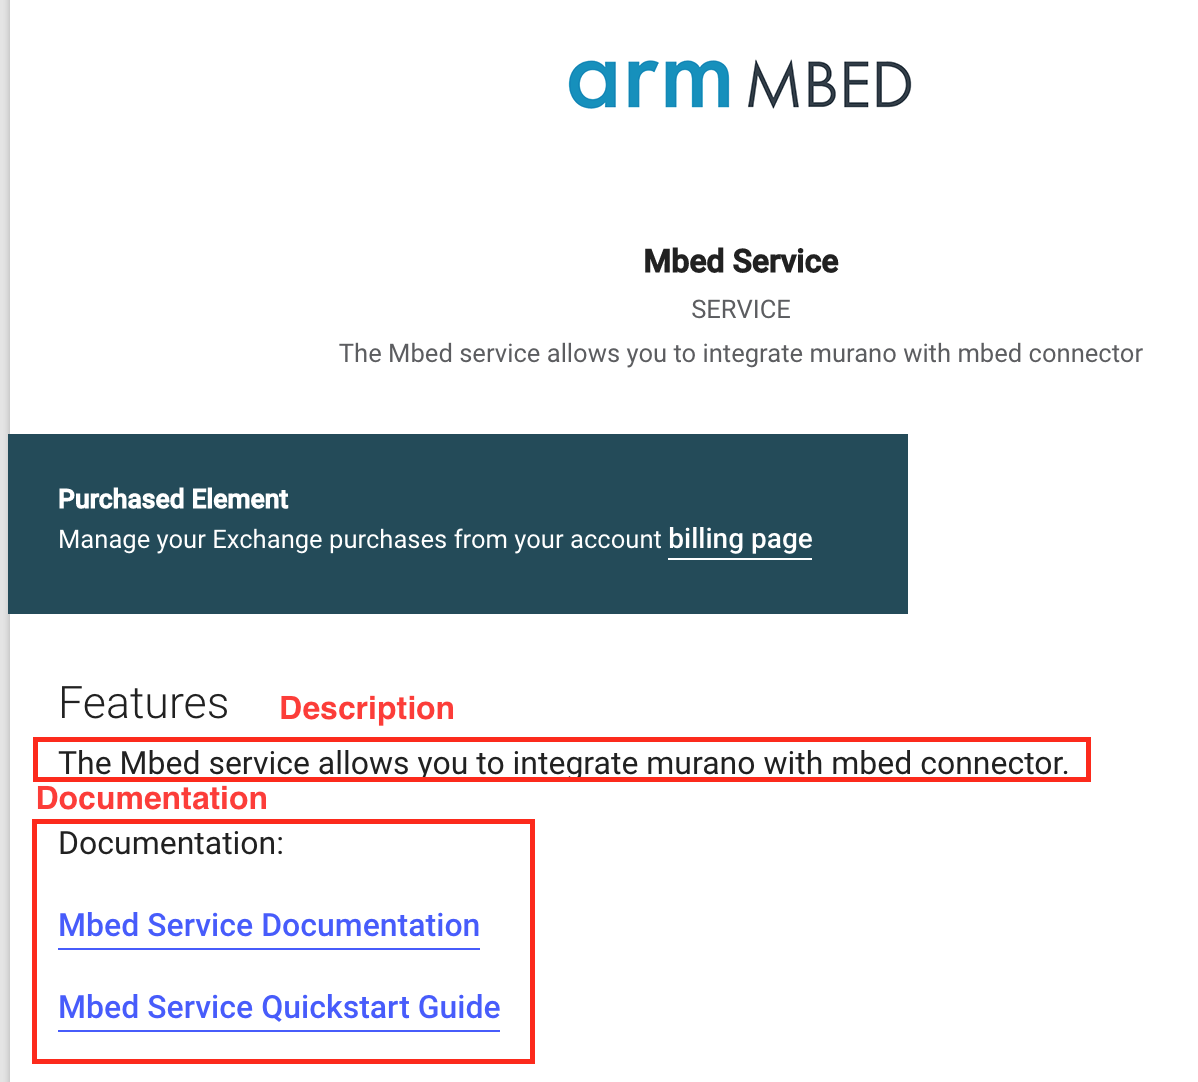 arm MBED
Mbed Service
SERVICE
The Mbed service allows you to integrate murano with mbed connector
Purchased Element
Manage your Exchange purchases from your account billing page
Features
Description
The Mbed service allows you to integrate murano with mbed connector.
Documentation
Documentation:
Mbed Service Documentation
Mbed Service Quickstart Guide